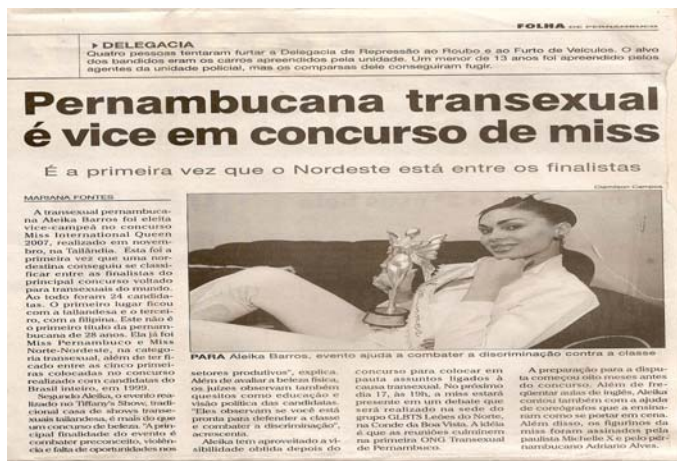 FOLHA DE PERNAMBUCO
DELEGACIA
Quatro pessoas tentaram furtar a Delegacia de Repressão ao Roubo e ao Furto de Veículos. O alvo
dos bandidos eram os carros apreendidos pela unidade. Um menor de 13 anos foi apreendido pelos
agentes da unidade policial, mas os comparsas dele conseguiram fugir.
Pernambucana transexual
é vice em concurso de miss
É a primeira vez que o Nordeste está entre os finalistas
MARIANA FONTES
A transexual pernambuca-
na Aleika Barros foi eleita
vice-campeã no concurso
Miss International Queen
2007, realizado em novem-
bro, na Tailândia. Esta foi a
primeira vez que uma nor-
destina conseguiu se classi-
ficar entre as finalistas do
principal concurso voltado
para transexuais do mundo.
Ao todo foram 24 candida-
tas. O primeiro lugar ficou
com a tailandesa e o tercei-
ro, com a filipina. Este não é
o primeiro título da pernam-
bucana de 28 anos. Ela já foi
Miss Pernambuco e Miss
Norte-Nordeste, na catego-
ria transexual, além de ter fi-
cado entre as cinco primei-
ras colocadas no concurso
realizado com candidatas do
Brasil inteiro, em 1999.
Segundo Aleika, o evento rea-
lizado no Tiffany's Show, tradi-
cional casa de shows transe-
xuais tailandesa, é mais do que
um concurso de beleza. "A prin-
cipal finalidade do evento é
combater preconceito, violên-
cia e falta de oportunidades nos
PARA Aleika Barros, evento ajuda a combater a discriminação contra a classe
setores produtivos", explica.
Além de avaliar a beleza física,
os juízes observam também
quesitos como educação e
visão política das candidatas.
"Eles observam se você está
pronta para defender a classe
e combater a discriminação",
acrescenta.
Aleika tem aproveitado a vi-
sibilidade obtida depois do
concurso para colocar em
pauta assuntos ligados à
causa transexual. No próximo
dia 17, às 19h, a miss estará
presente em um debate que
será realizado na sede do
grupo GLBTS Leões do Norte,
na Conde da Boa Vista. A idéia
é que as reuniões culminem
na primeira ONG Transexual
de Pernambuco.
A preparação para a dispu-
ta começou oito meses antes
do concurso. Além de fre-
qüentar aulas de inglês, Aleika
contou também com a ajuda
de coreógrafos que a ensina-
ram como se portar em cena.
Além disso, os figurinos da
miss foram assinados pela
paulista Michelle X e pelo per-
nambucano Adriano Alves.